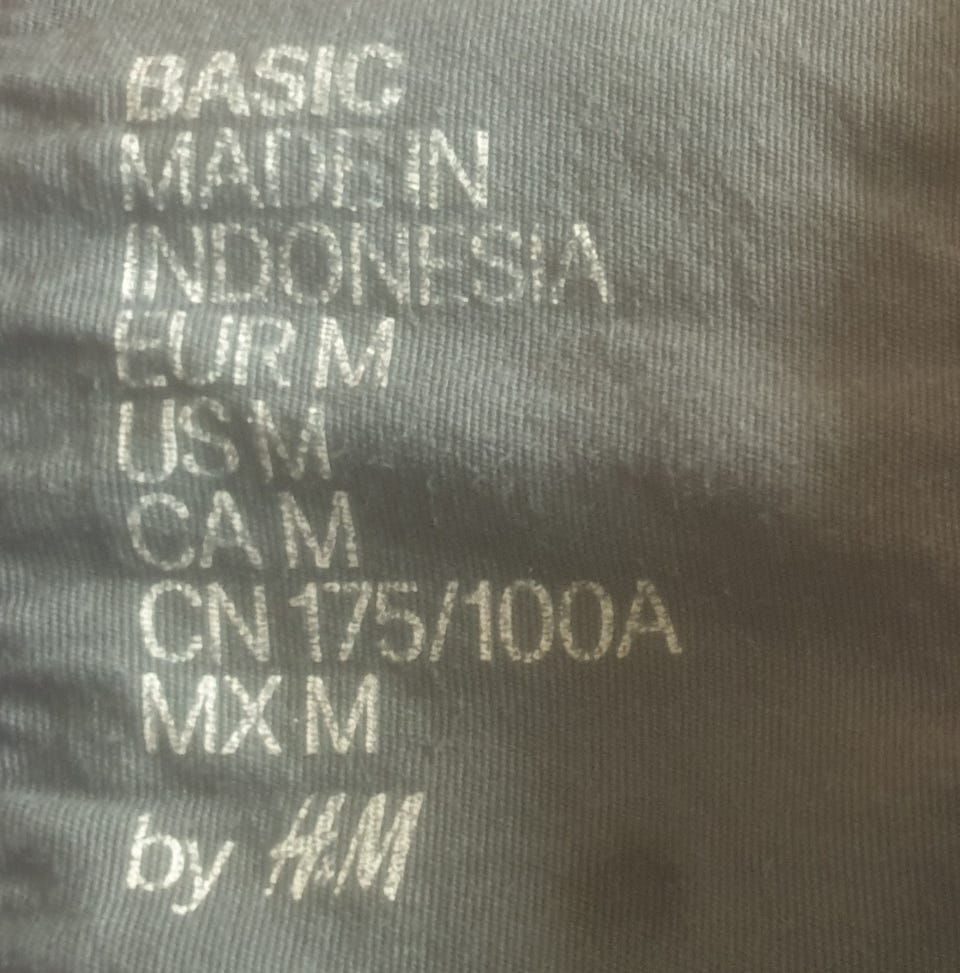 BASIC
MADE IN
INDONESIA
EUR M
US M
CA M
CN 175/100A
MX M
by H&M